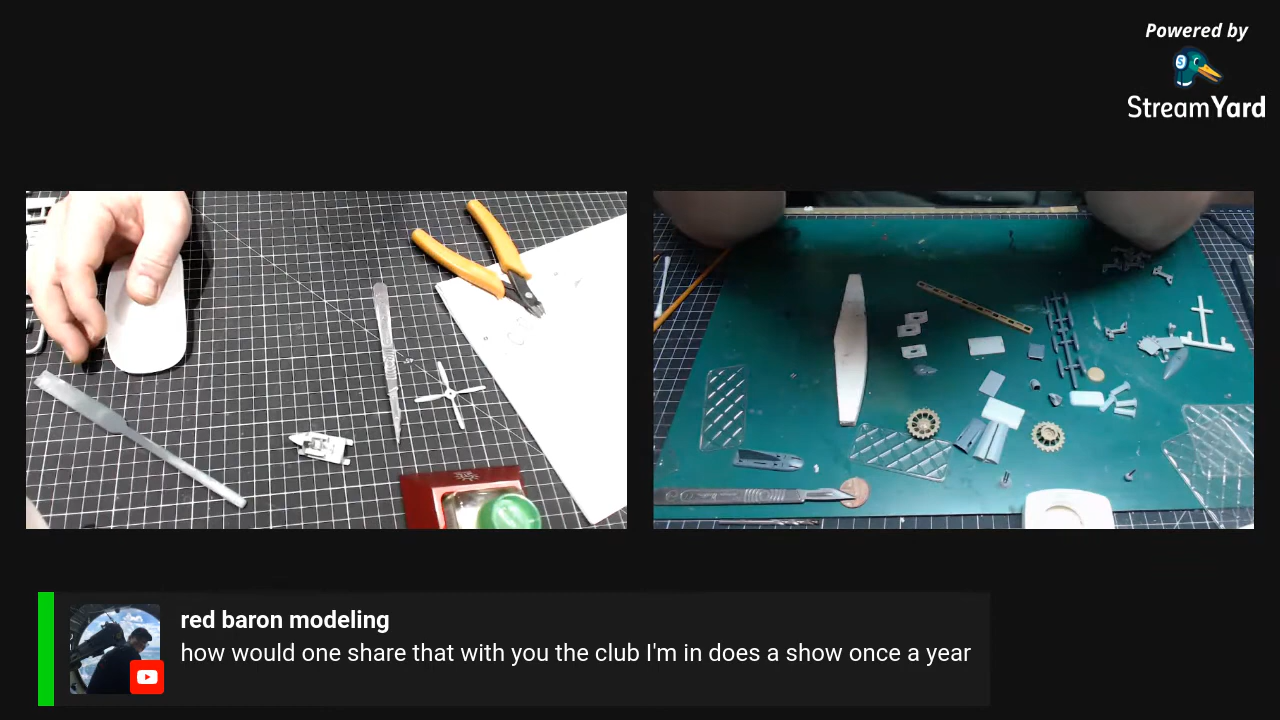 Powered by
StreamYard
red baron modeling
how would one share that with you the club I'm in does a show once a year